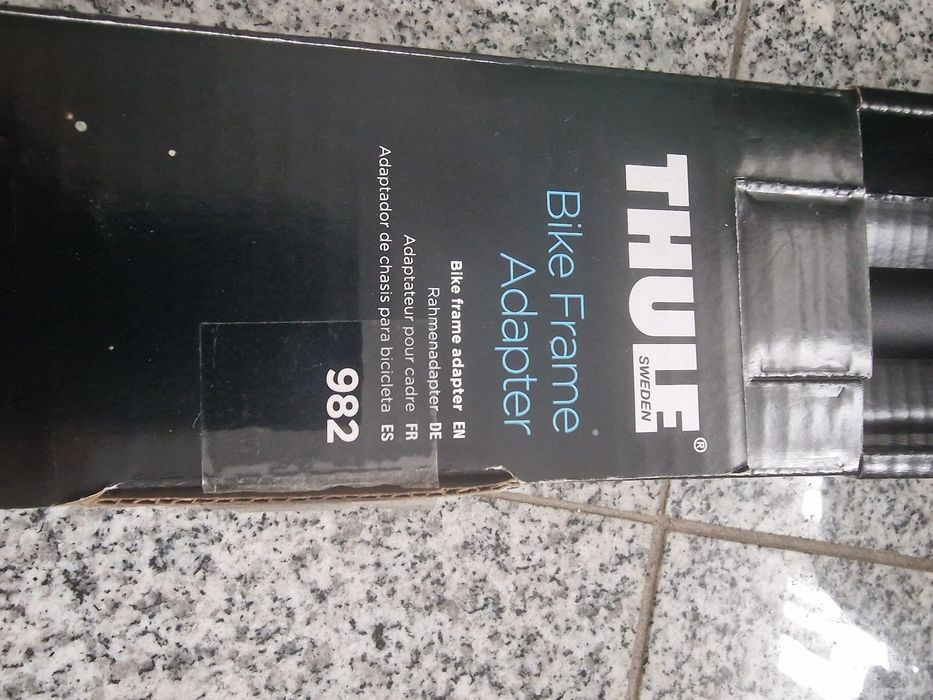 THULE®
SWEDEN
Bike Frame
Adapter
Bike frame adapter EN
Rahmenadapter DE
Adaptateur pour cadre FR
Adaptador de chasis para bicicleta ES
982